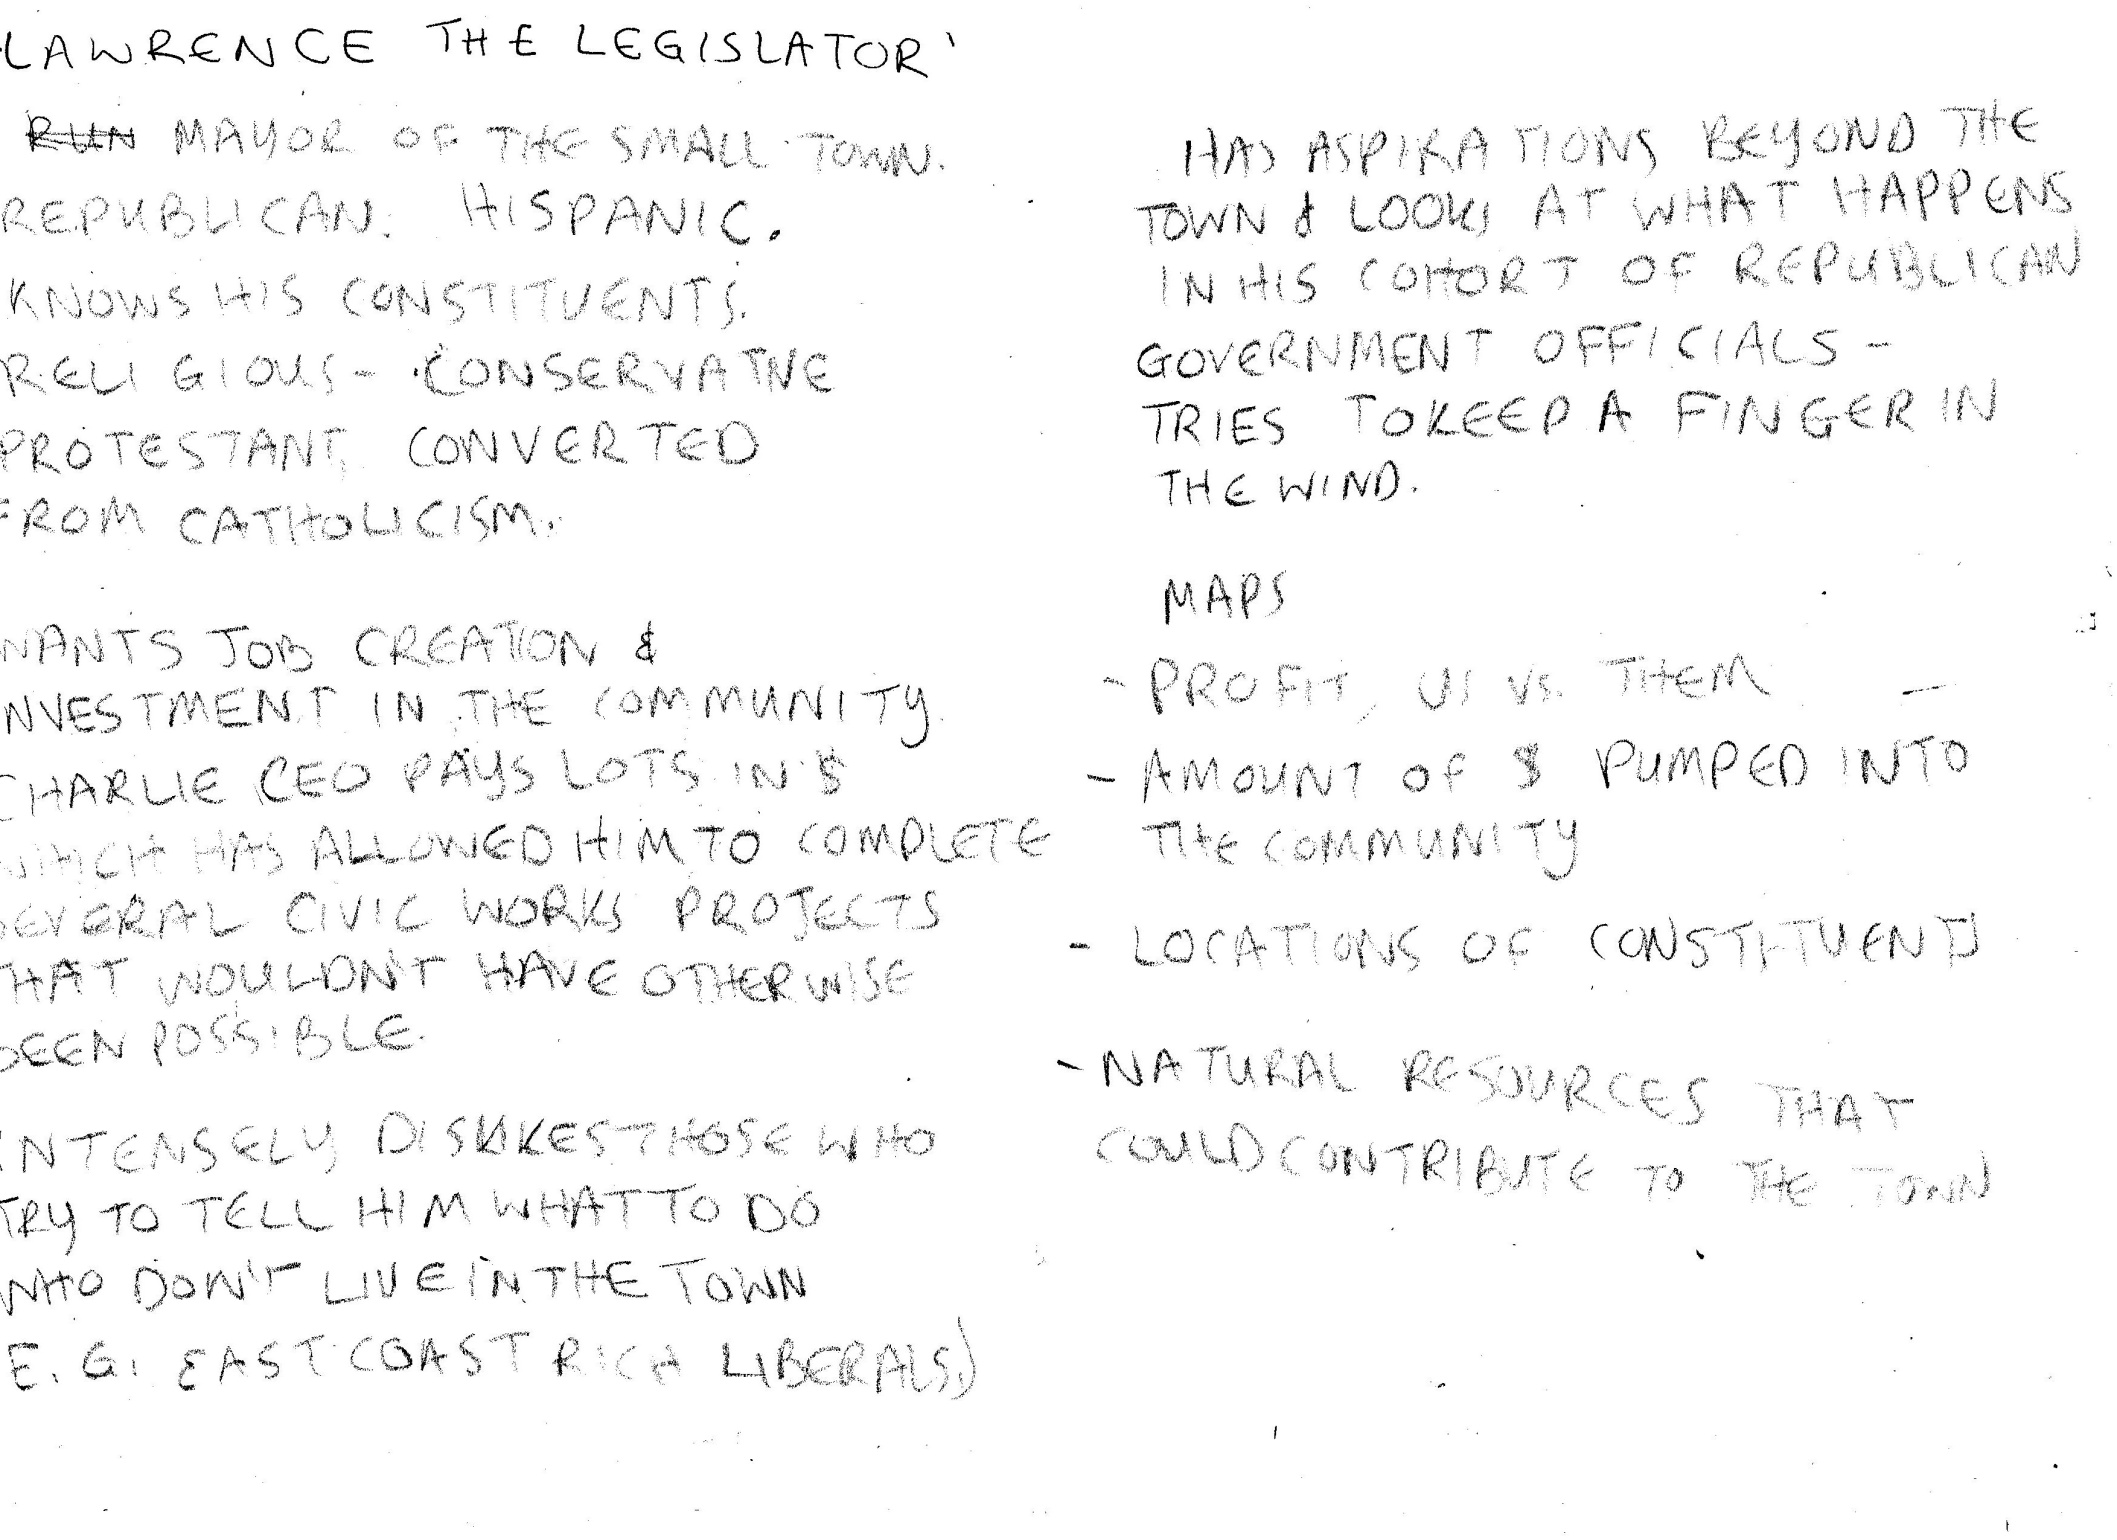 LAWRENCE THE LEGISLATOR'
RUN MAYOR OF THE SMALL TOWN.
REPUBLICAN. HISPANIC.
KNOWS HIS CONSTITUENTS.
RELIGIOUS - CONSERVATIVE
PROTESTANT, CONVERTED
FROM CATHOLICISM.
WANTS JOB CREATION &
INVESTMENT IN THE COMMUNITY
CHARLIE CEO PAYS LOTS IN $
WHICH HAS ALLOWED HIM TO COMPLETE
SEVERAL CIVIC WORKS PROJECTS
THAT WOULDN'T HAVE OTHERWISE
BEEN POSSIBLE.
INTENSELY DISLIKES THOSE WHO
TRY TO TELL HIM WHAT TO DO
WHO DON'T LIVE IN THE TOWN
E.G. EAST COAST RICH LIBERALS.)
HAS ASPIRATIONS BEYOND THE
TOWN & LOOKS AT WHAT HAPPENS
IN HIS COHORT OF REPUBLICAN
GOVERNMENT OFFICIALS -
TRIES TO KEEP A FINGER IN
THE WIND.
MAPS
- PROFIT, US VS. THEM -
- AMOUNT OF $ PUMPED INTO
THE COMMUNITY
- LOCATIONS OF CONSTITUENTS
- NATURAL RESOURCES THAT
COULD CONTRIBUTE TO THE TOWN